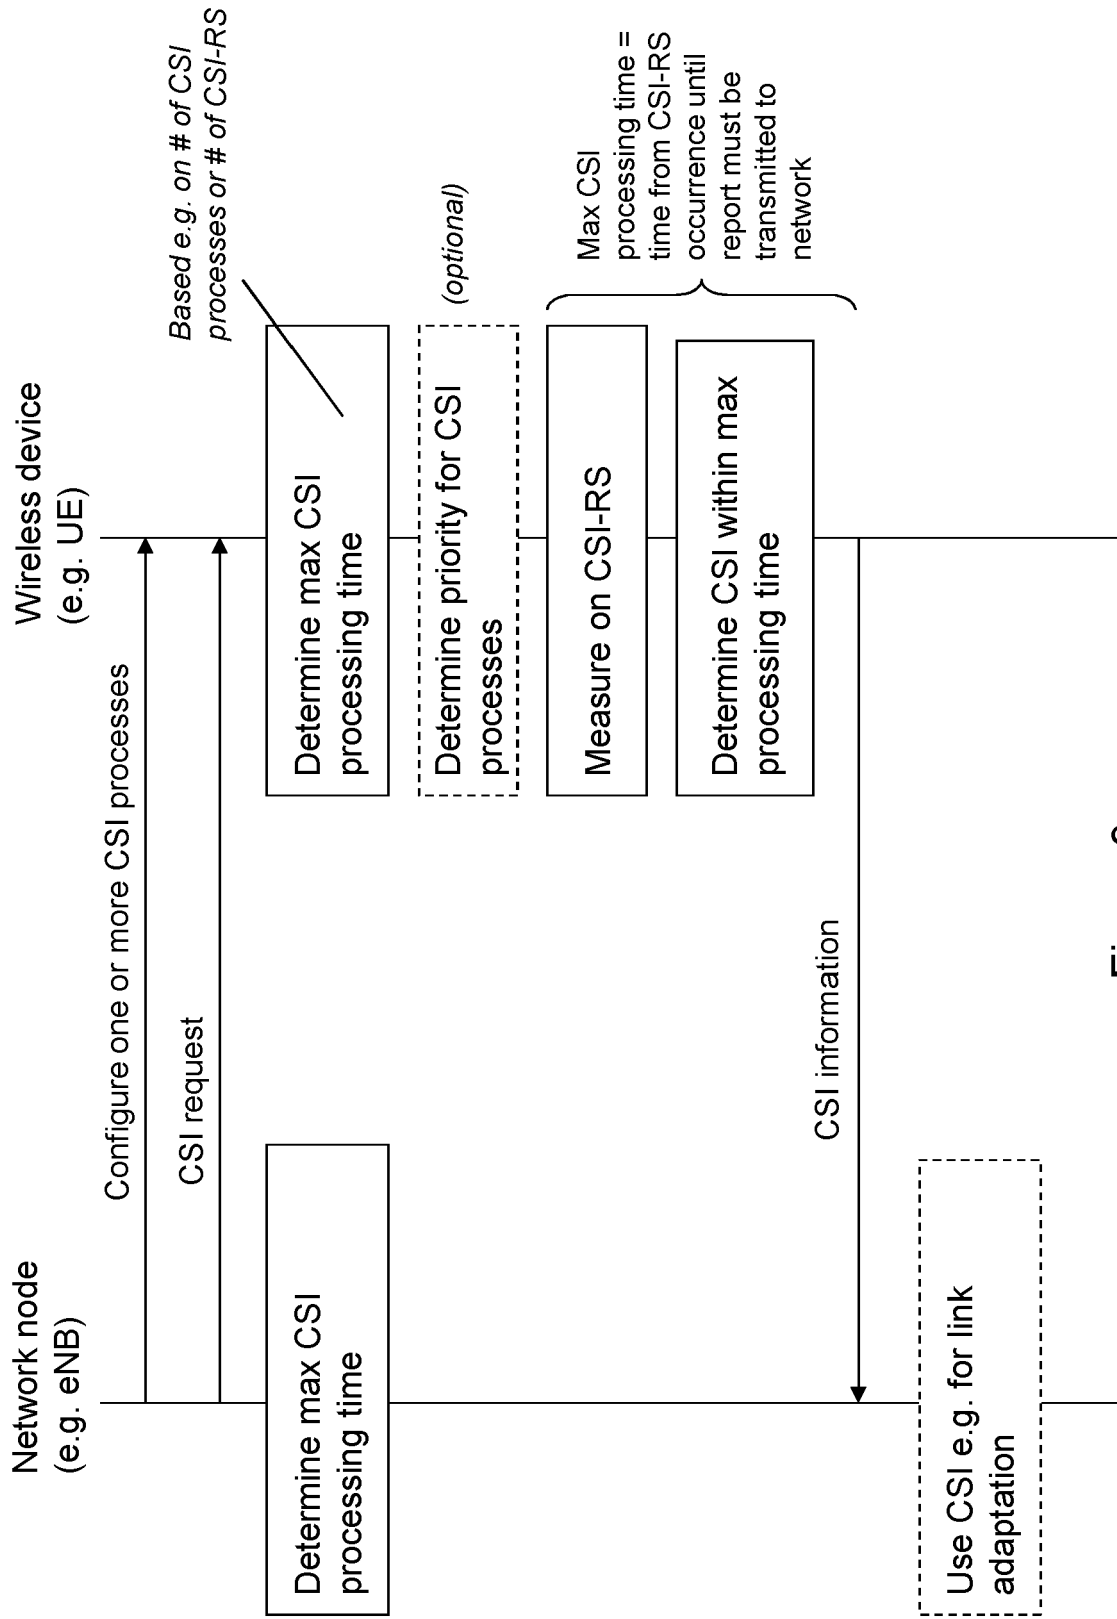 Network node
(e.g. eNB)
Wireless device
(e.g. UE)
Configure one or more CSI processes
CSI request
Based e.g. on # of CSI
processes or # of CSI-RS
Determine max CSI
processing time
Determine max CSI
processing time
Determine priority for CSI
processes
(optional)
Measure on CSI-RS
Determine CSI within max
processing time
Max CSI
processing time =
time from CSI-RS
occurrence until
report must be
transmitted to
network
CSI information
Use CSI e.g. for link
adaptation